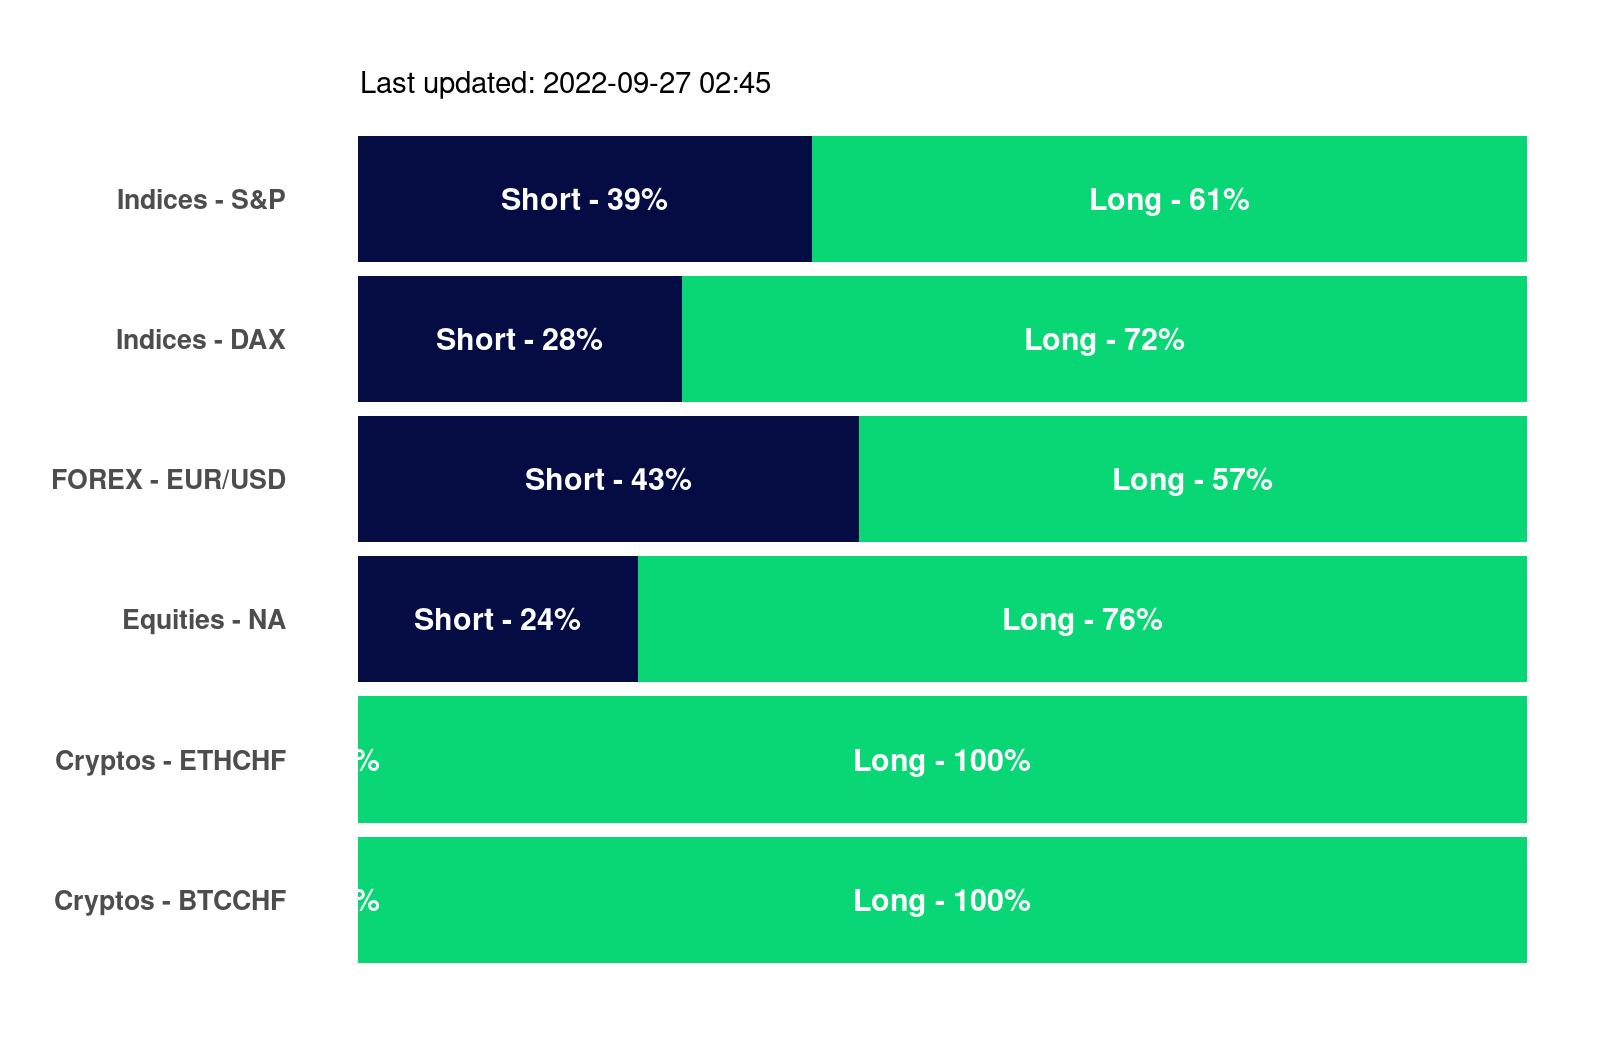 Last updated: 2022-09-27 02:45
Indices - S&P Short - 39% Long - 61%
Indices - DAX Short - 28% Long - 72%
FOREX - EUR/USD Short - 43% Long - 57%
Equities - NA Short - 24% Long - 76%
Cryptos - ETHCHF % Long - 100%
Cryptos - BTCCHF % Long - 100%